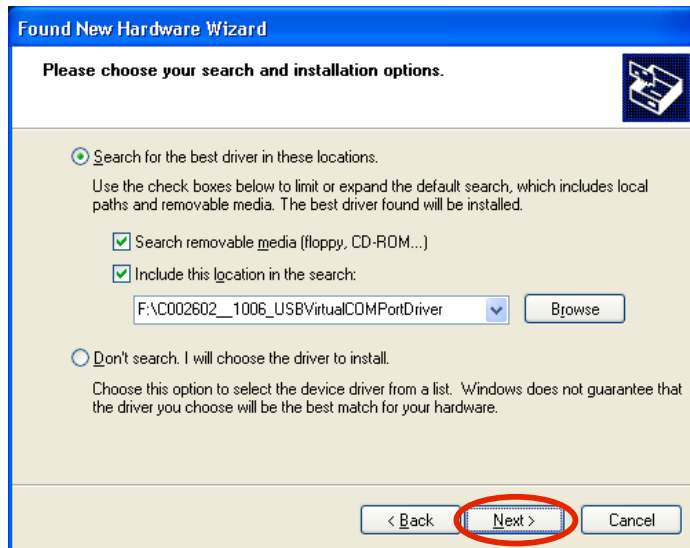 Found New Hardware Wizard
Please choose your search and installation options.
Search for the best driver in these locations.
Use the check boxes below to limit or expand the default search, which includes local
paths and removable media. The best driver found will be installed.
Search removable media (floppy, CD-ROM...)
Include this location in the search:
F:\C002602__1006_USBVirtualCOMPortDriver
Browse
Don't search. I will choose the driver to install.
Choose this option to select the device driver from a list. Windows does not guarantee that
the driver you choose will be the best match for your hardware.
< Back Next > Cancel